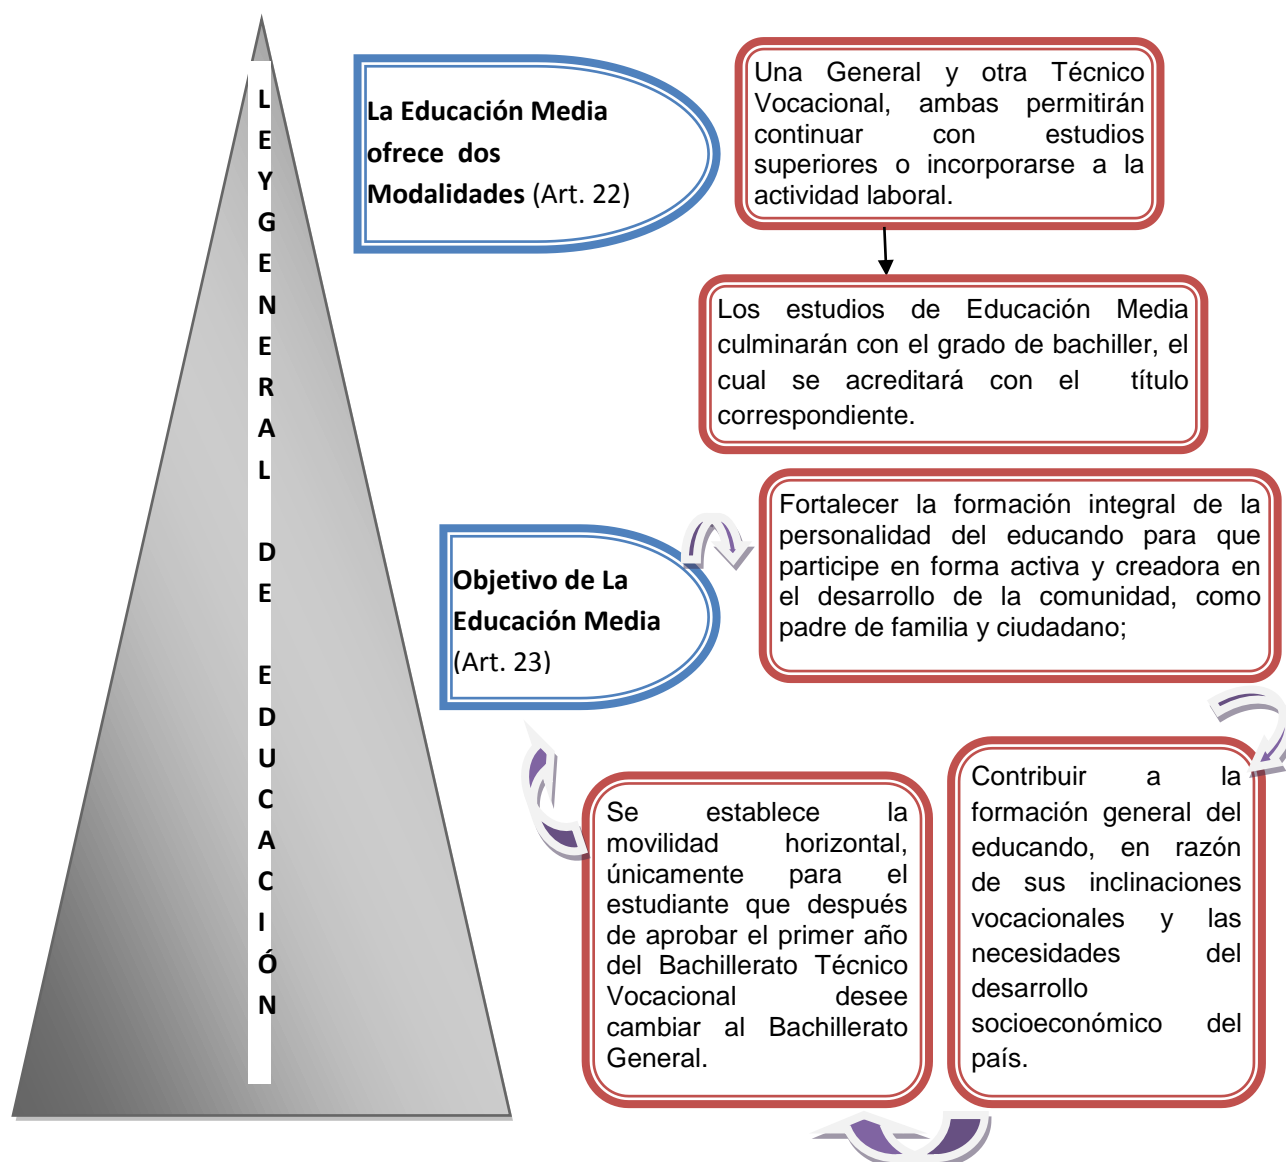 LEY GENERAL DE EDUCACIÓN
La Educación Media
ofrece dos
Modalidades (Art. 22)
Una General y otra Técnico
Vocacional, ambas permitirán
continuar con estudios
superiores o incorporarse a la
actividad laboral.
Los estudios de Educación Media
culminarán con el grado de bachiller, el
cual se acreditará con el título
correspondiente.
Objetivo de La
Educación Media
(Art. 23)
Fortalecer la formación integral de la
personalidad del educando para que
participe en forma activa y creadora en
el desarrollo de la comunidad, como
padre de familia y ciudadano;
Contribuir a la
formación general del
educando, en razón
de sus inclinaciones
vocacionales y las
necesidades del
desarrollo
socioeconómico del
país.
Se establece la
movilidad horizontal,
únicamente para el
estudiante que después
de aprobar el primer año
del Bachillerato Técnico
Vocacional desee
cambiar al Bachillerato
General.